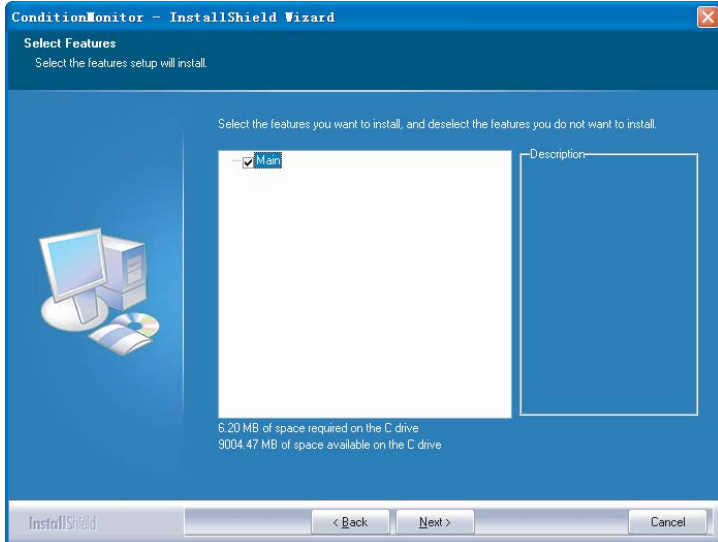 ConditionMonitor - InstallShield Wizard
Select Features
Select the features setup will install.
Select the features you want to install, and deselect the features you do not want to install.
Main
Description
6.20 MB of space required on the C drive
9004.47 MB of space available on the C drive
InstallShield
< Back
Next >
Cancel